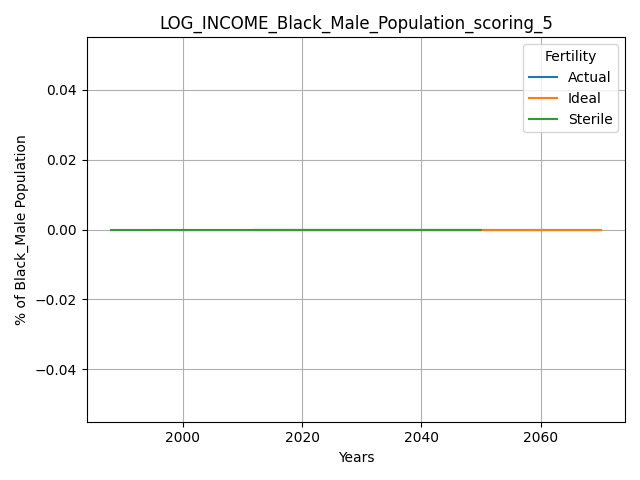 LOG_INCOME_Black_Male_Population_scoring_5
Fertility
Actual
Ideal
Sterile
% of Black_Male Population
0.04
0.02
0.00
−0.02
−0.04
2000 2020 2040 2060
Years